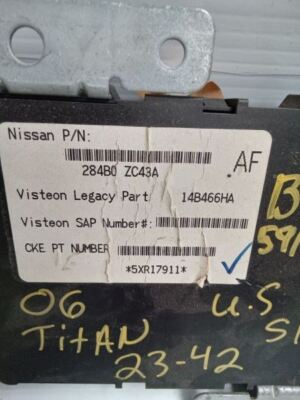 Nissan P/N:
284B0 ZC43A
AF
Visteon Legacy Part 14B466HA
Visteon SAP Number#:
CKE PT NUMBER
*5XR17911*
B
591
06 U.S
TiTAN
23-42